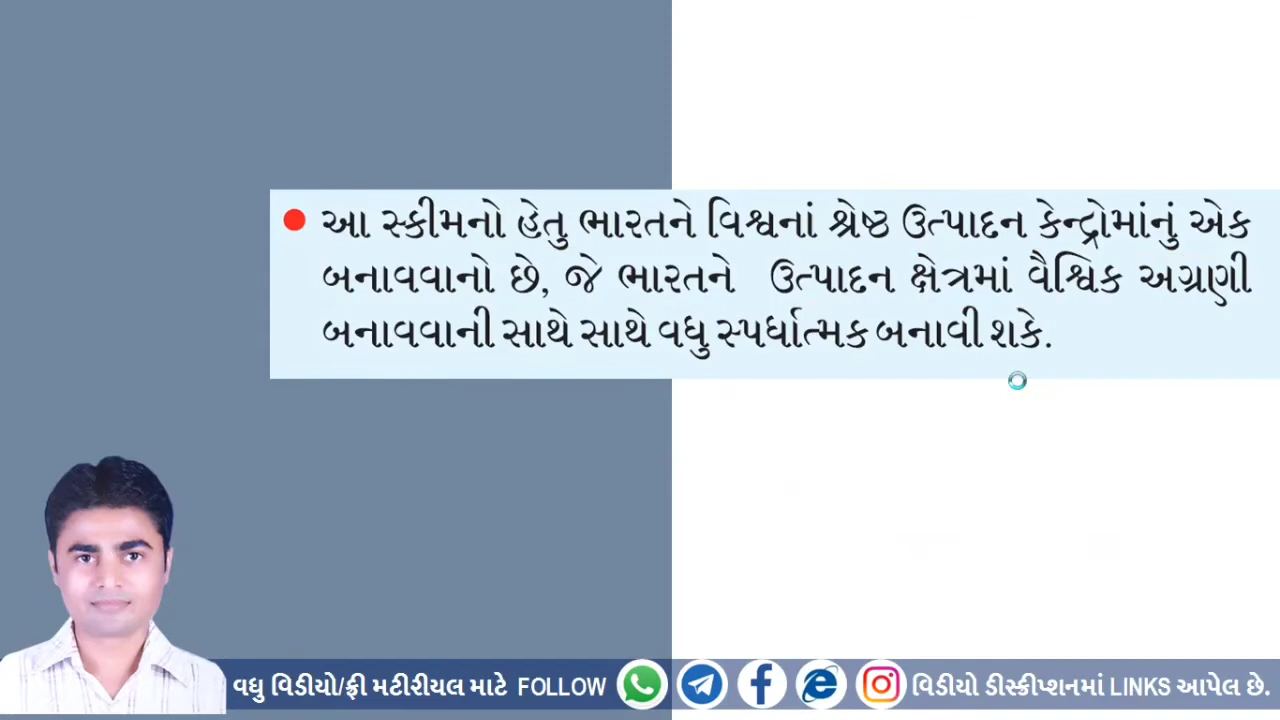 આ સ્કીમનો હેતુ ભારતને વિશ્વનાં શ્રેષ્ઠ ઉત્પાદન કેન્દ્રોમાંનું એક
બનાવવાનો છે, જે ભારતને ઉત્પાદન ક્ષેત્રમાં વૈશ્વિક અગ્રણી
બનાવવાની સાથે સાથે વધુ સ્પર્ધાત્મક બનાવી શકે.
વધુ વિડીયો/ફ્રી મટીરીયલ માટે FOLLOW વિડીયો ડીસ્ક્રીપ્શનમાં LINKS આપેલ છે.